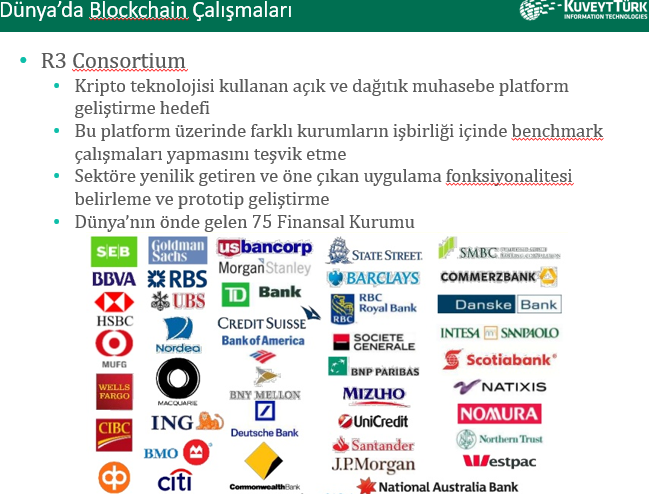 Dünya'da Blockchain Çalışmaları
KUVEYT TÜRK
INFORMATION TECHNOLOGIES
R3 Consortium
Kripto teknolojisi kullanan açık ve dağıtık muhasebe platform
geliştirme hedefi
Bu platform üzerinde farklı kurumların işbirliği içinde benchmark
çalışmaları yapmasını teşvik etme
Sektöre yenilik getiren ve öne çıkan uygulama fonksiyonalitesi
belirleme ve prototip geliştirme
Dünya'nın önde gelen 75 Finansal Kurumu
SEB
BBVA
HSBC
MUFG
WELLS
FARGO
CIBC
Goldman
Sachs
RBS
UBS
Nordea
MACQUARIE
ING
BMO
citi
usbancorp
MorganStanley
TD Bank
CREDIT SUISSE
Bank of America
BNY MELLON
Deutsche Bank
CommonwealthBank
STATE STREET
BARCLAYS
RBC
RBC
Royal Bank
SOCIETE
GENERALE
BNP PARIBAS
MIZUHO
UniCredit
Santander
J.P.Morgan
National Australia Bank
SMBC
COMMERZBANK
Danske Bank
INTESA SANPAOLO
Scotiabank
NATIXIS
NOMURA
Northern Trust
Westpac